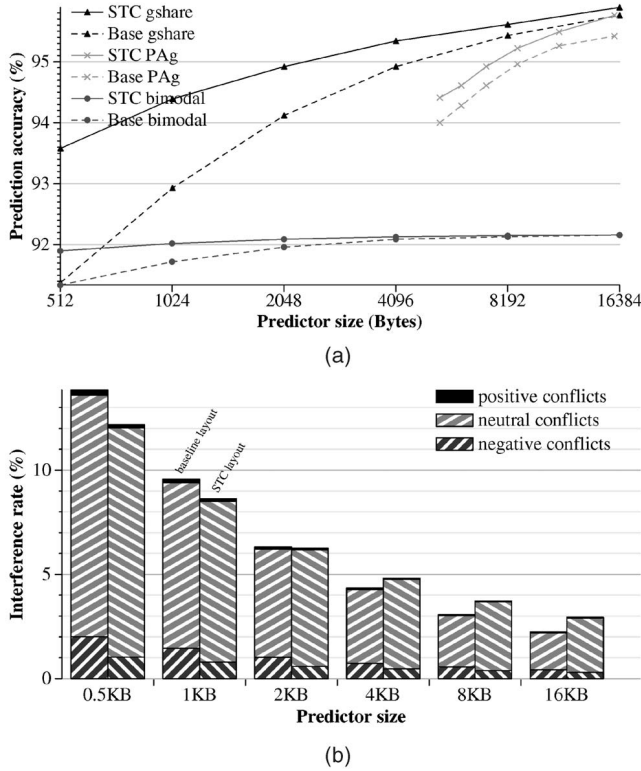 STC gshare
Base gshare
STC PAg
Base PAg
STC bimodal
Base bimodal
Prediction accuracy (%)
95
94
93
92
512
1024
2048
4096
8192
16384
Predictor size (Bytes)
(a)
positive conflicts
neutral conflicts
negative conflicts
baseline layout
STC layout
Interference rate (%)
10
5
0
0.5KB
1KB
2KB
4KB
8KB
16KB
Predictor size
(b)